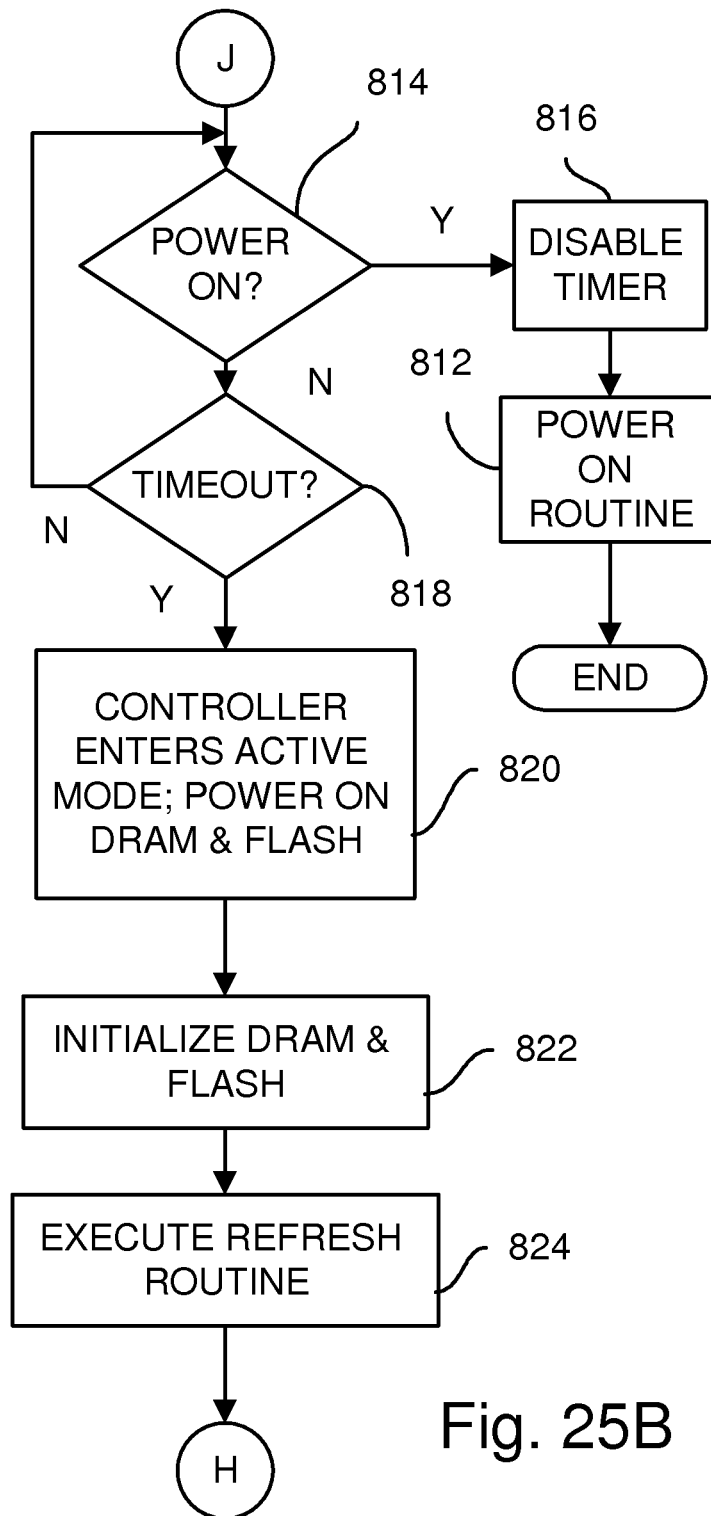 J
814
816
POWER
ON?
Y
DISABLE
TIMER
N
812
POWER
ON
ROUTINE
TIMEOUT?
N
818
Y
END
CONTROLLER
ENTERS ACTIVE
MODE; POWER ON
DRAM & FLASH
820
INITIALIZE DRAM &
FLASH
822
EXECUTE REFRESH
ROUTINE
824
H
Fig. 25B